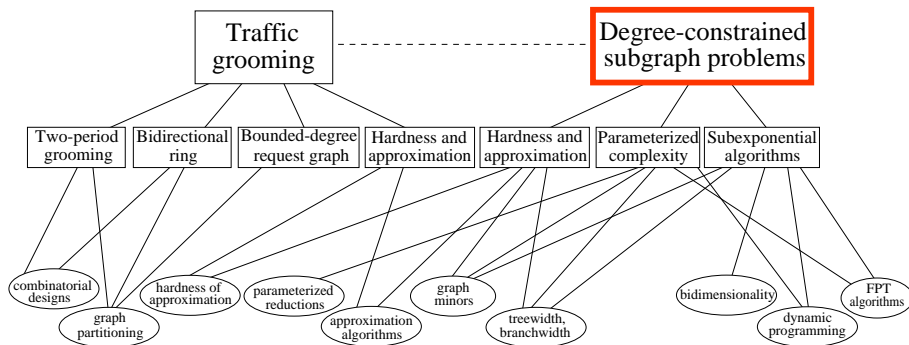 Traffic
grooming
Degree-constrained
subgraph problems
Two-period
grooming
Bidirectional
ring
Bounded-degree
request graph
Hardness and
approximation
Hardness and
approximation
Parameterized
complexity
Subexponential
algorithms
combinatorial
designs
graph
partitioning
hardness of
approximation
parameterized
reductions
approximation
algorithms
graph
minors
treewidth,
branchwidth
bidimensionality
dynamic
programming
FPT
algorithms